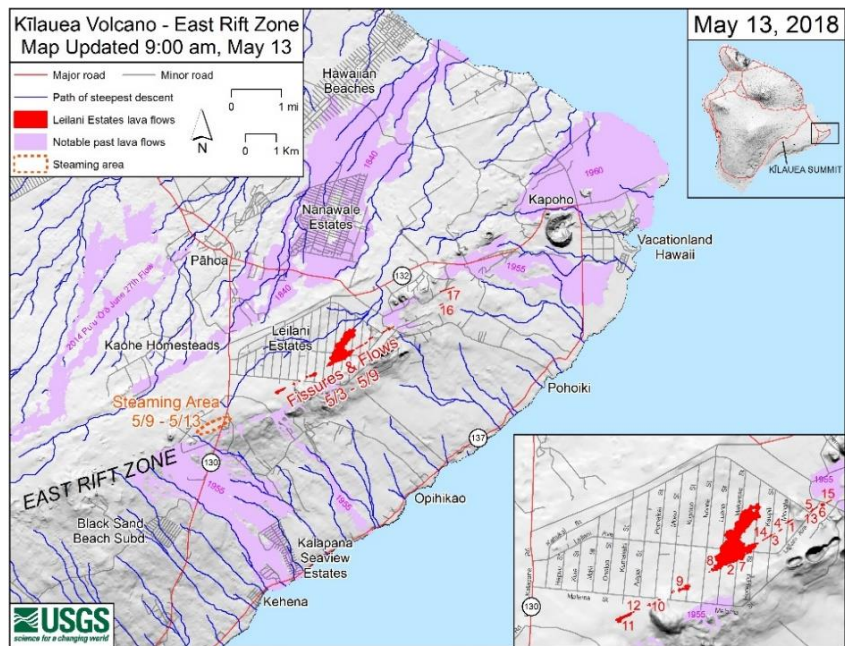 Kīlauea Volcano - East Rift Zone
Map Updated 9:00 am, May 13
Major road
Minor road
Path of steepest descent
Leilani Estates lava flows
Notable past lava flows
Steaming area
0 1 mi
0 1 Km
N
May 13, 2018
KĪLAUEA SUMMIT
Hawaiian
Beaches
1840
1960
Nanawale
Estates
Kapoho
Vacationland
Hawaii
Pāhoa
132
1955
1840
17
16
2014 Pu'u 'Ō'ō June 27th Flow
Leilani
Estates
Kaohe Homesteads
Fissures & Flows
5/3 - 5/9
Pohoiki
Steaming Area
5/9 - 5/13
137
130
EAST RIFT ZONE
1955
1955
Opihikao
Black Sand
Beach Subd
Kalapana
Seaview
Estates
Kehena
USGS
science for a changing world
1955
5
15
6
13
4
1
14
3
Leilani Ave
8
2
7
9
Malama St
12
10
11
1955
130